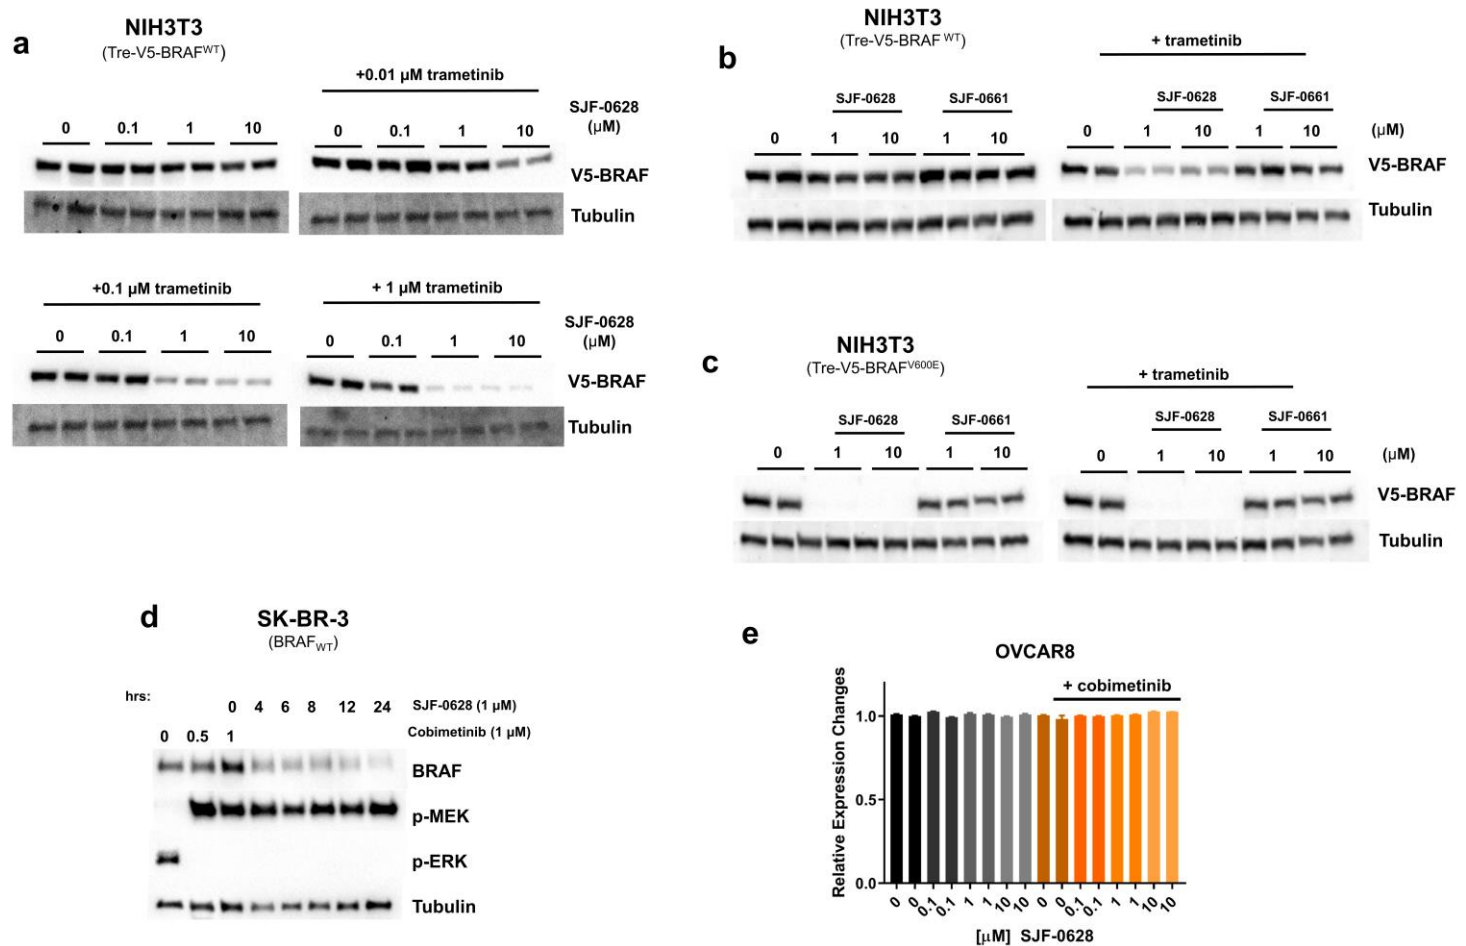 a
NIH3T3
(Tre-V5-BRAFWT)
+0.01 µM trametinib
SJF-0628
(µM)
0 0.1 1 10
0 0.1 1 10
V5-BRAF
Tubulin
+0.1 µM trametinib
+ 1 µM trametinib
SJF-0628
(µM)
0 0.1 1 10
0 0.1 1 10
V5-BRAF
Tubulin
b
NIH3T3
(Tre-V5-BRAF WT)
+ trametinib
SJF-0628 SJF-0661
SJF-0628 SJF-0661
0 1 10 1 10
0 1 10 1 10
(µM)
V5-BRAF
Tubulin
c
NIH3T3
(Tre-V5-BRAFV600E)
+ trametinib
SJF-0628 SJF-0661
SJF-0628 SJF-0661
0 1 10 1 10
0 1 10 1 10
(µM)
V5-BRAF
Tubulin
d
SK-BR-3
(BRAFWT)
hrs:
0 4 6 8 12 24 SJF-0628 (1 µM)
0 0.5 1 Cobimetinib (1 µM)
BRAF
p-MEK
p-ERK
Tubulin
e
OVCAR8
+ cobimetinib
Relative Expression Changes
1.0
0.5
0.0
0 0 0.1 0.1 1 1 10 10 0 0 0.1 0.1 1 1 10 10
[µM] SJF-0628